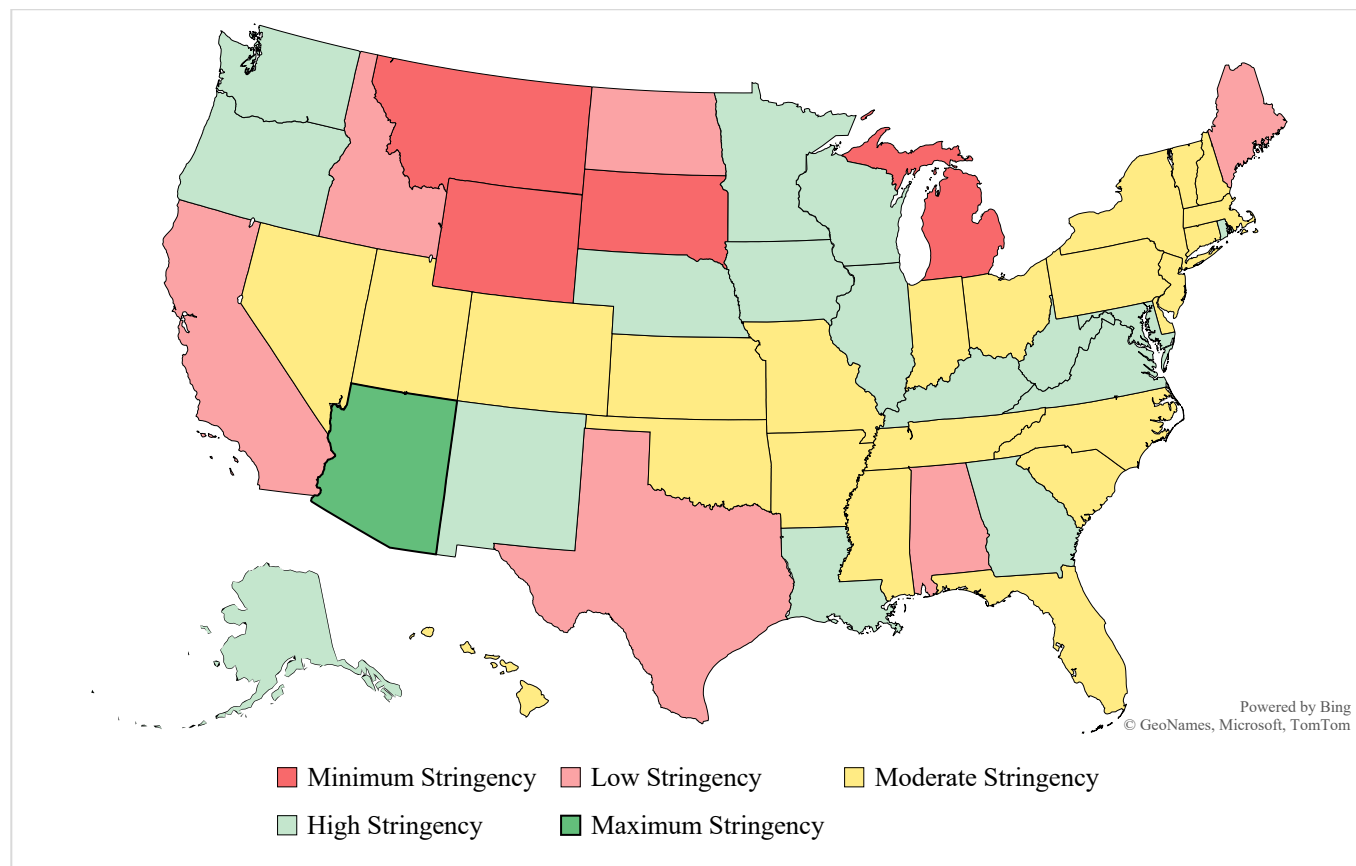 Powered by Bing
© GeoNames, Microsoft, TomTom
Minimum Stringency
Low Stringency
Moderate Stringency
High Stringency
Maximum Stringency